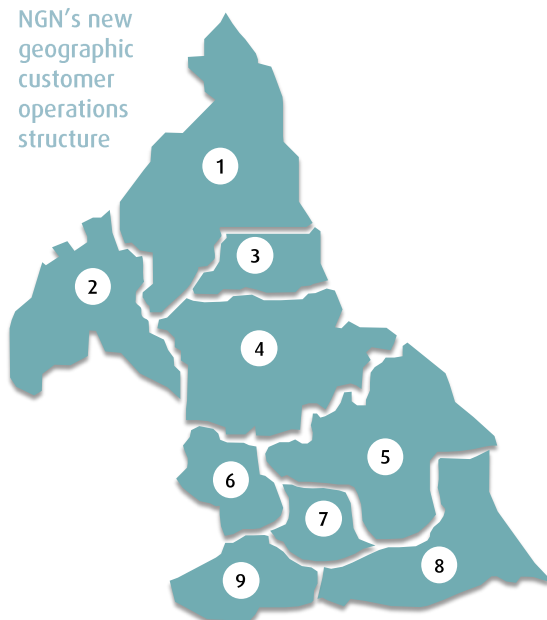 NGN's new
geographic
customer
operations
structure
1
3
2
4
5
6
7
8
9